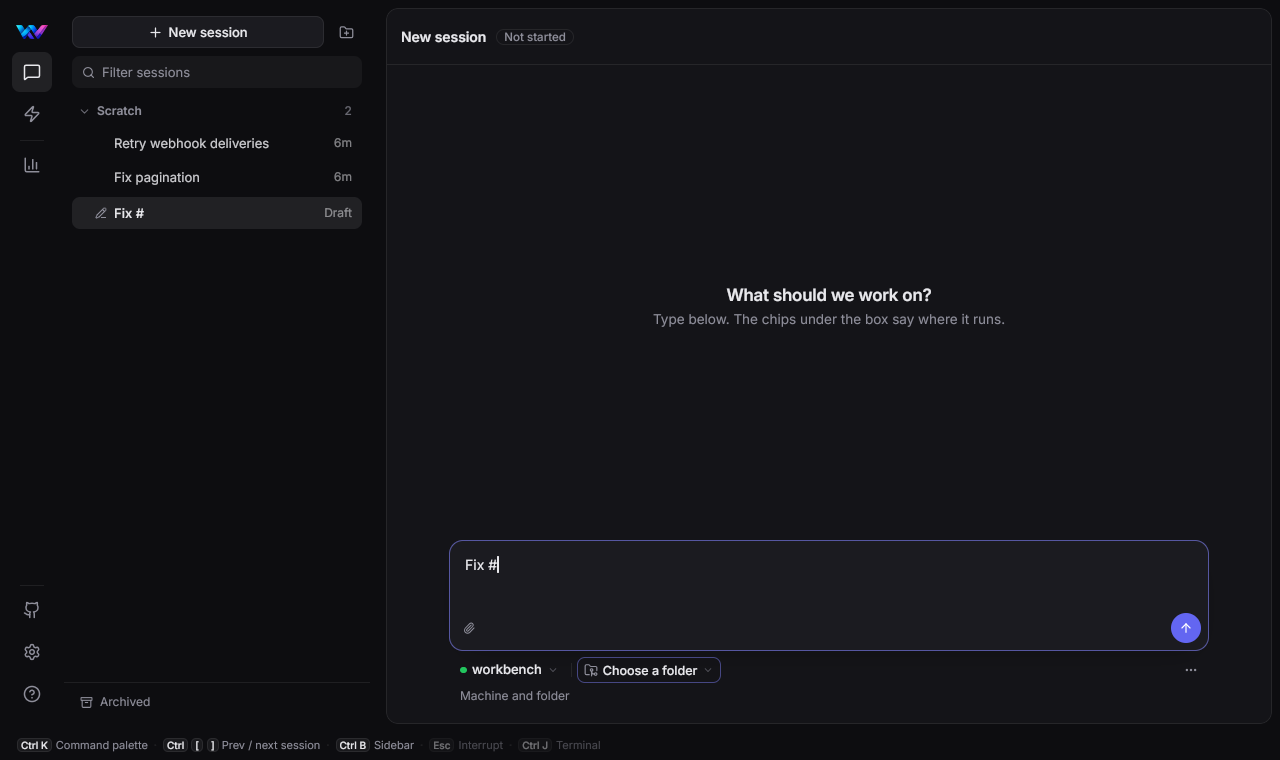 New session
Filter sessions
Scratch 2
Retry webhook deliveries 6m
Fix pagination 6m
Fix # Draft
Archived
New session Not started
What should we work on?
Type below. The chips under the box say where it runs.
Fix #
workbench Choose a folder
Machine and folder
Ctrl K Command palette · Ctrl [ ] Prev / next session · Ctrl B Sidebar · Esc Interrupt · Ctrl J Terminal